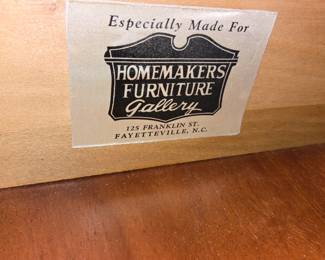 Especially Made For
HOMEMAKERS
FURNITURE
Gallery
125 FRANKLIN ST.
FAYETTEVILLE, N.C.